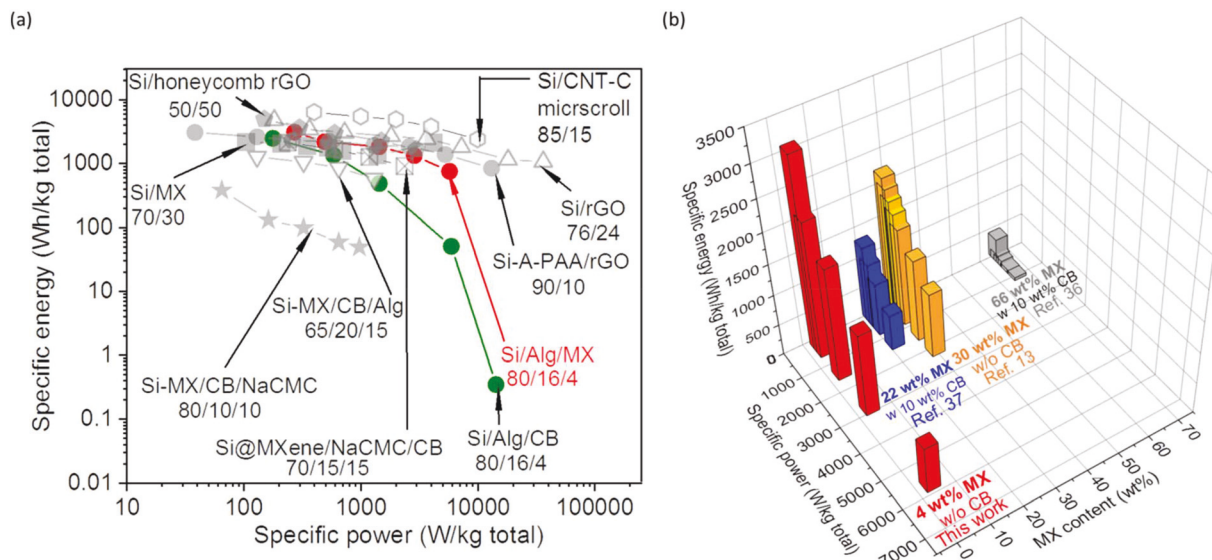 (a)
Specific energy (Wh/kg total)
10000
1000
100
10
1
0.1
0.01
10
100
1000
10000
100000
Specific power (W/kg total)
Si/honeycomb rGO
50/50
Si/CNT-C
micrscroll
85/15
Si/MX
70/30
Si/rGO
76/24
Si-A-PAA/rGO
90/10
Si-MX/CB/Alg
65/20/15
Si/Alg/MX
80/16/4
Si-MX/CB/NaCMC
80/10/10
Si@MXene/NaCMC/CB
70/15/15
Si/Alg/CB
80/16/4
(b)
Specific energy (Wh/kg total)
3500
3000
2500
2000
1500
1000
500
0
0
1000
2000
3000
4000
5000
6000
7000
Specific power (W/kg total)
0
10
20
30
40
50
60
70
MX content (wt%)
66 wt% MX
w 10 wt% CB
Ref. 36
30 wt% MX
w/o CB
Ref. 13
22 wt% MX
w 10 wt% CB
Ref. 37
4 wt% MX
w/o CB
This work